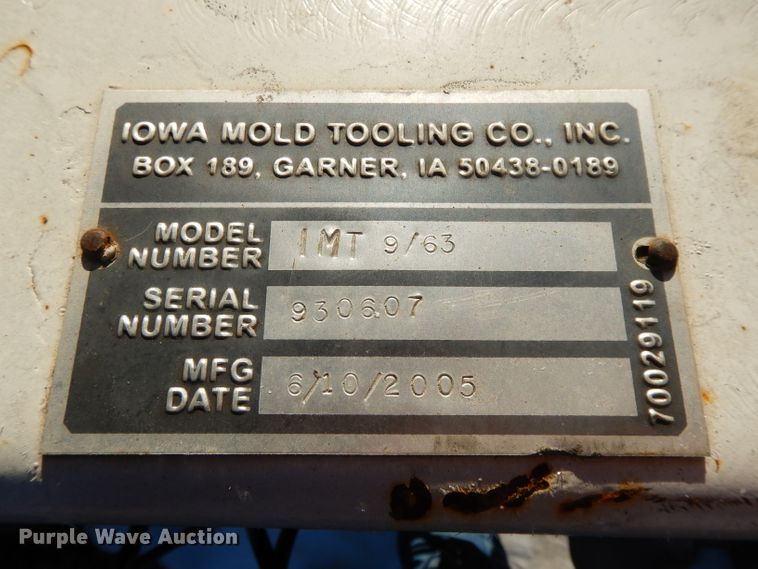 IOWA MOLD TOOLING CO., INC.
BOX 189, GARNER, IA 50438-0189
MODEL NUMBER IMT 9/63
SERIAL NUMBER 930607
MFG DATE 6/10/2005
70029119
Purple Wave Auction